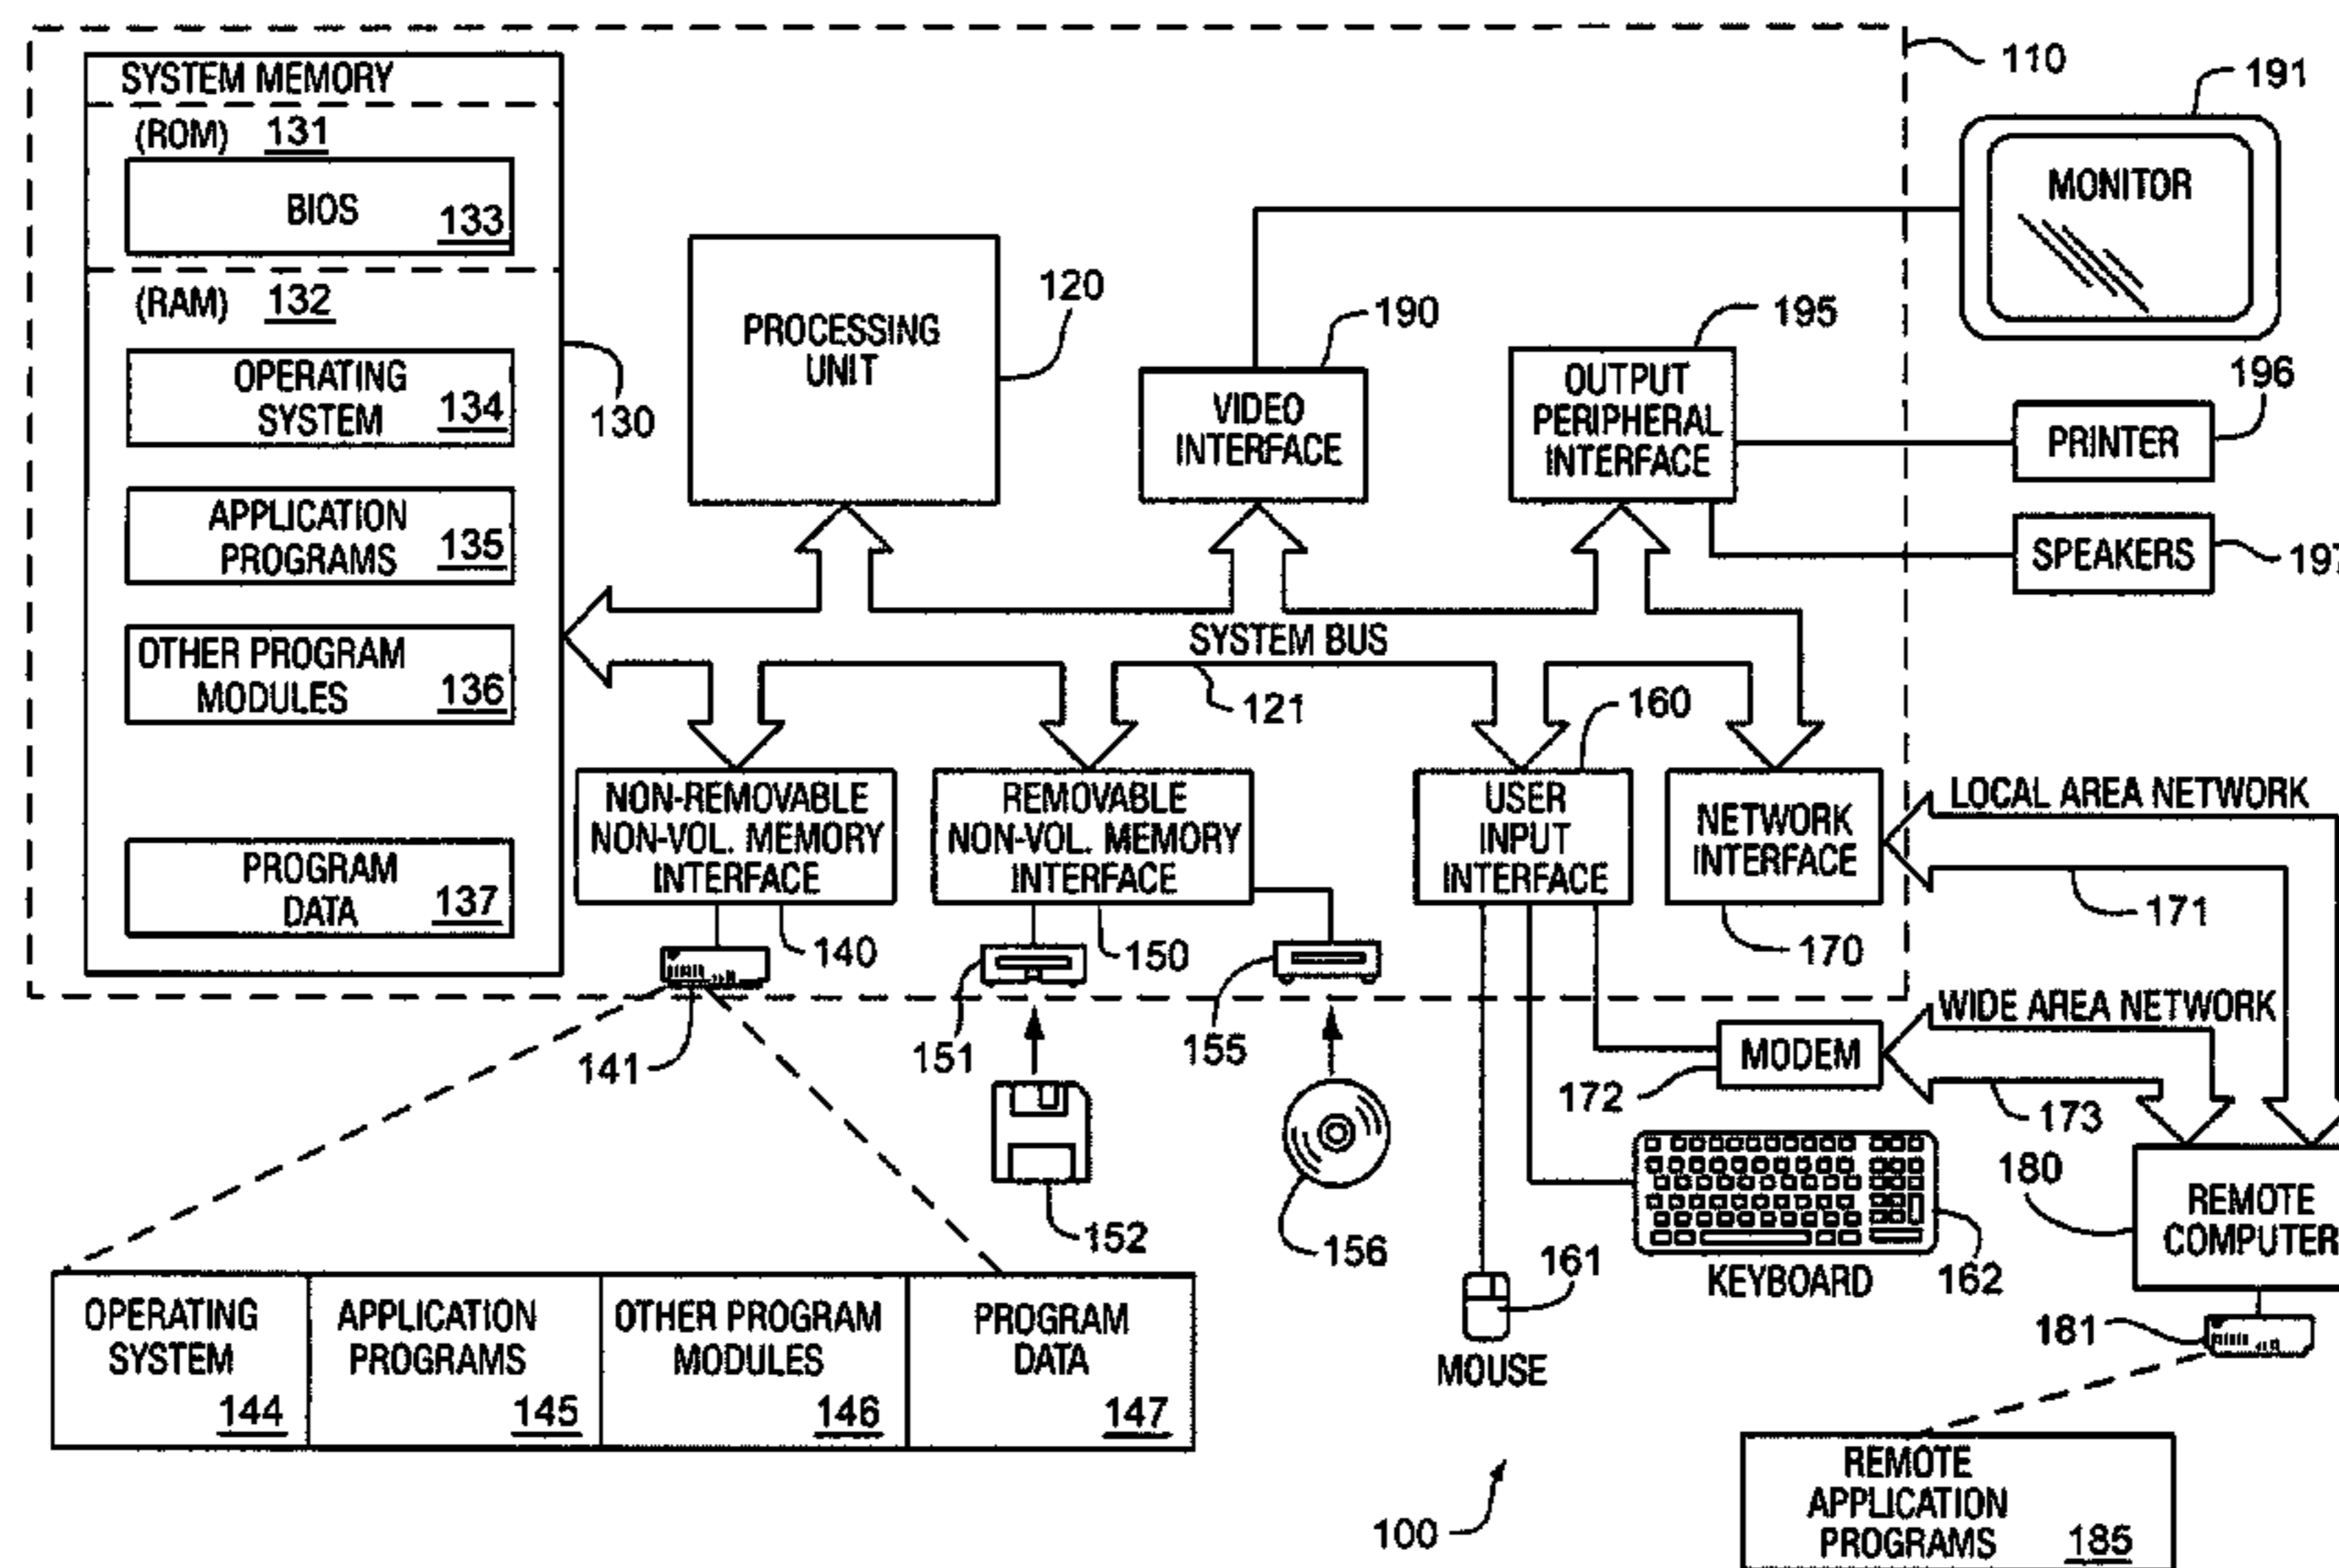 SYSTEM MEMORY
(ROM) 131
BIOS 133
(RAM) 132
OPERATING
SYSTEM 134
APPLICATION
PROGRAMS 135
OTHER PROGRAM
MODULES 136
PROGRAM
DATA 137
130
PROCESSING
UNIT
120
VIDEO
INTERFACE
190
OUTPUT
PERIPHERAL
INTERFACE
195
110
191
MONITOR
196
PRINTER
SPEAKERS
197
SYSTEM BUS
121
NON-REMOVABLE
NON-VOL. MEMORY
INTERFACE
140
REMOVABLE
NON-VOL. MEMORY
INTERFACE
150
160
USER
INPUT
INTERFACE
NETWORK
INTERFACE
170
LOCAL AREA NETWORK
171
141
151
155
152
156
WIDE AREA NETWORK
MODEM
172
173
180
REMOTE
COMPUTER
161
MOUSE
KEYBOARD
162
181
OPERATING
SYSTEM
144
APPLICATION
PROGRAMS
145
OTHER PROGRAM
MODULES
146
PROGRAM
DATA
147
100
REMOTE
APPLICATION
PROGRAMS 185